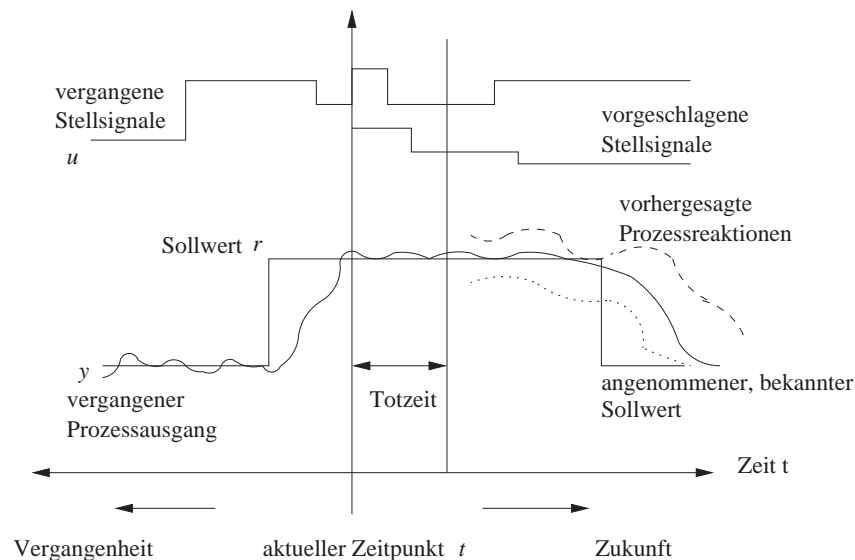 vergangene
Stellsignale
u
vorgeschlagene
Stellsignale
vorhergesagte
Prozessreaktionen
Sollwert r
y
vergangener
Prozessausgang
Totzeit
angenommener, bekannter
Sollwert
Zeit t
Vergangenheit
aktueller Zeitpunkt t
Zukunft